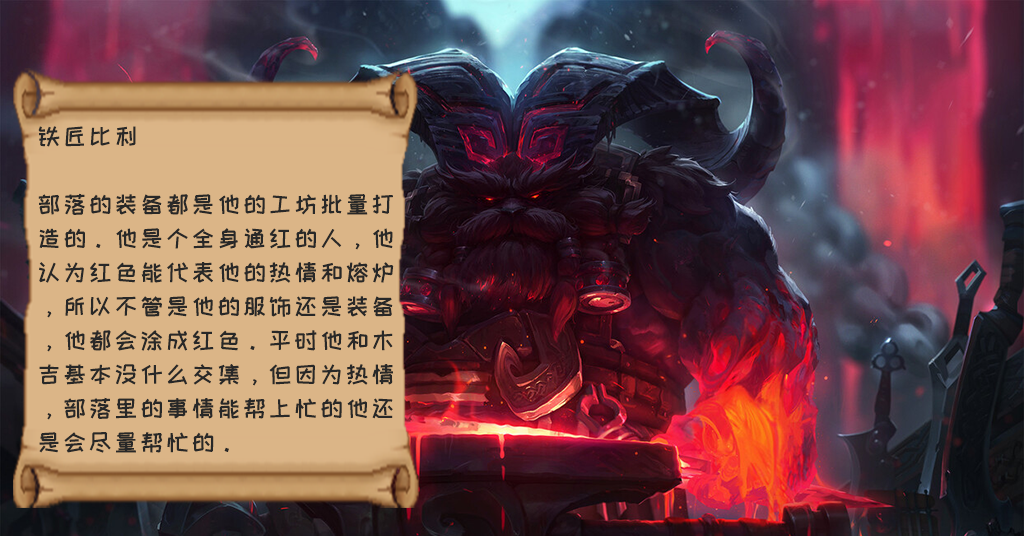 铁匠比利
部落的装备都是他的工坊批量打
造的。他是个全身通红的人，他
认为红色能代表他的热情和熔炉
，所以不管是他的服饰还是装备
，他都会涂成红色。平时他和木
吉基本没什么交集，但因为热情
，部落里的事情能帮上忙的他还
是会尽量帮忙的。